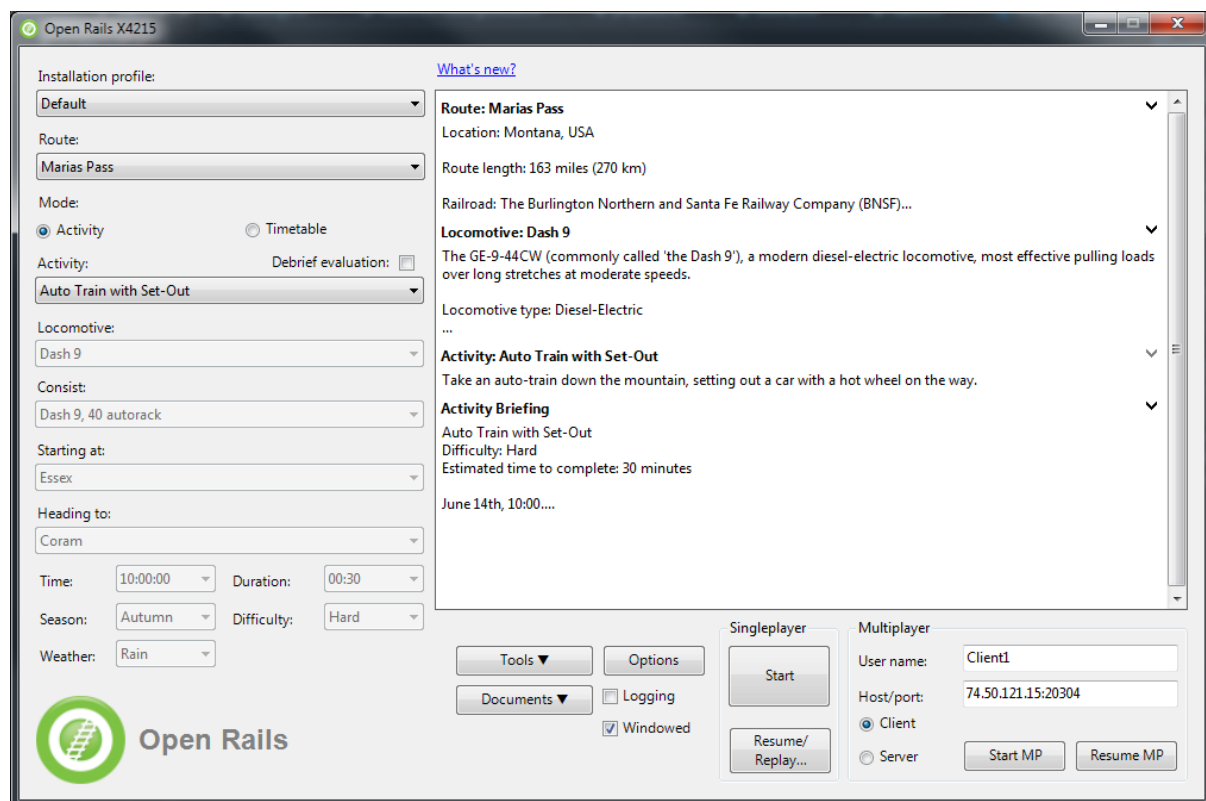 Open Rails X4215
Installation profile:
Default
Route:
Marias Pass
Mode:
Activity
Timetable
Activity:
Debrief evaluation:
Auto Train with Set-Out
Locomotive:
Dash 9
Consist:
Dash 9, 40 autorack
Starting at:
Essex
Heading to:
Coram
Time:
10:00:00
Duration:
00:30
Season:
Autumn
Difficulty:
Hard
Weather:
Rain
Open Rails
What's new?
Route: Marias Pass
Location: Montana, USA
Route length: 163 miles (270 km)
Railroad: The Burlington Northern and Santa Fe Railway Company (BNSF)...
Locomotive: Dash 9
The GE-9-44CW (commonly called 'the Dash 9'), a modern diesel-electric locomotive, most effective pulling loads
over long stretches at moderate speeds.
Locomotive type: Diesel-Electric
...
Activity: Auto Train with Set-Out
Take an auto-train down the mountain, setting out a car with a hot wheel on the way.
Activity Briefing
Auto Train with Set-Out
Difficulty: Hard
Estimated time to complete: 30 minutes
June 14th, 10:00....
Tools ▼
Options
Documents ▼
Logging
Windowed
Singleplayer
Start
Resume/
Replay...
Multiplayer
User name:
Client1
Host/port:
74.50.121.15:20304
Client
Server
Start MP
Resume MP